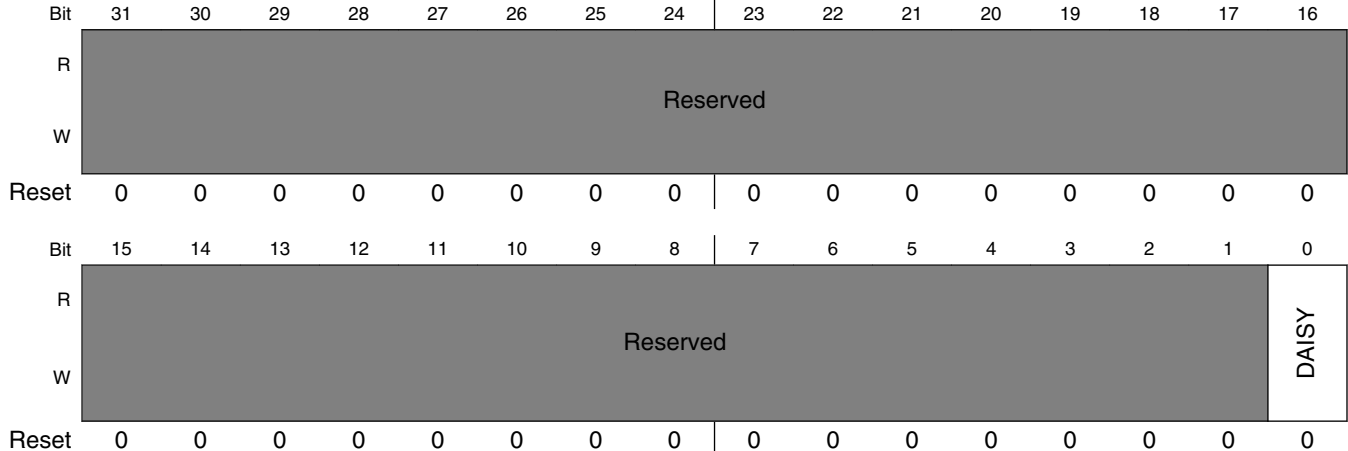 Bit 31 30 29 28 27 26 25 24 23 22 21 20 19 18 17 16
R
Reserved
W
Reset 0 0 0 0 0 0 0 0 0 0 0 0 0 0 0 0
Bit 15 14 13 12 11 10 9 8 7 6 5 4 3 2 1 0
R
Reserved
DAISY
W
Reset 0 0 0 0 0 0 0 0 0 0 0 0 0 0 0 0